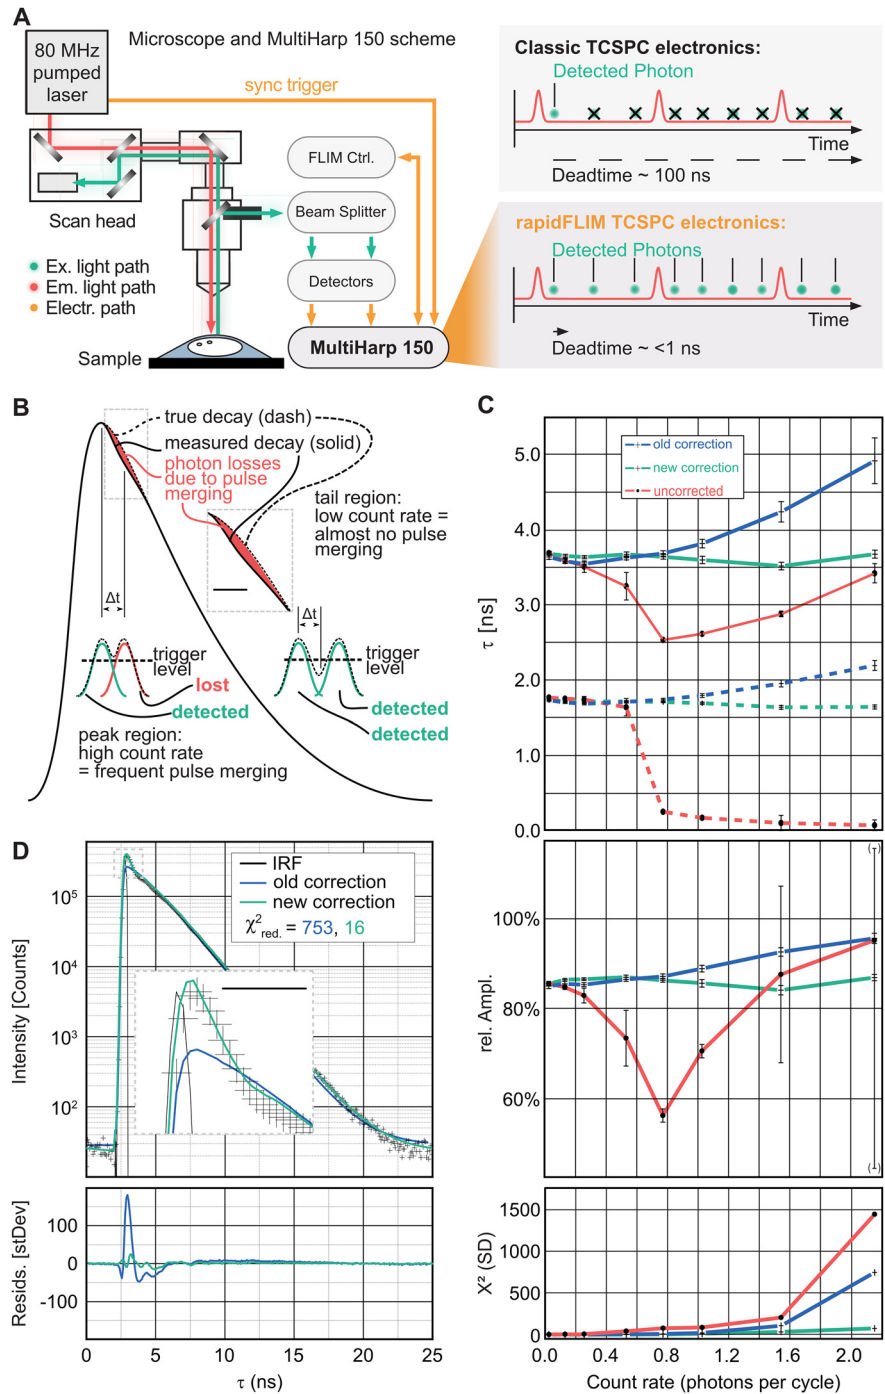 A
Microscope and MultiHarp 150 scheme
80 MHz
pumped
laser
sync trigger
FLIM Ctrl.
Beam Splitter
Detectors
MultiHarp 150
Scan head
Ex. light path
Em. light path
Electr. path
Sample
Classic TCSPC electronics:
Detected Photon
Time
Deadtime ~ 100 ns
rapidFLIM TCSPC electronics:
Detected Photons
Time
Deadtime ~ <1 ns
B
true decay (dash)
measured decay (solid)
photon losses
due to pulse
merging
tail region:
low count rate =
almost no pulse
merging
Δt
trigger
level
lost
detected
peak region:
high count rate
= frequent pulse merging
Δt
trigger
level
detected
detected
C
old correction
new correction
uncorrected
5.0
4.0
3.0
2.0
1.0
0.0
τ [ns]
100%
80%
60%
rel. Ampl.
(-)
(-)
1500
1000
500
0
X² (SD)
0.0 0.4 0.8 1.2 1.6 2.0
Count rate (photons per cycle)
D
IRF
old correction
new correction
χ²red. = 753, 16
10⁵
10⁴
10³
10²
Intensity [Counts]
100
0
-100
Resids. [stDev]
0 5 10 15 20 25
τ (ns)